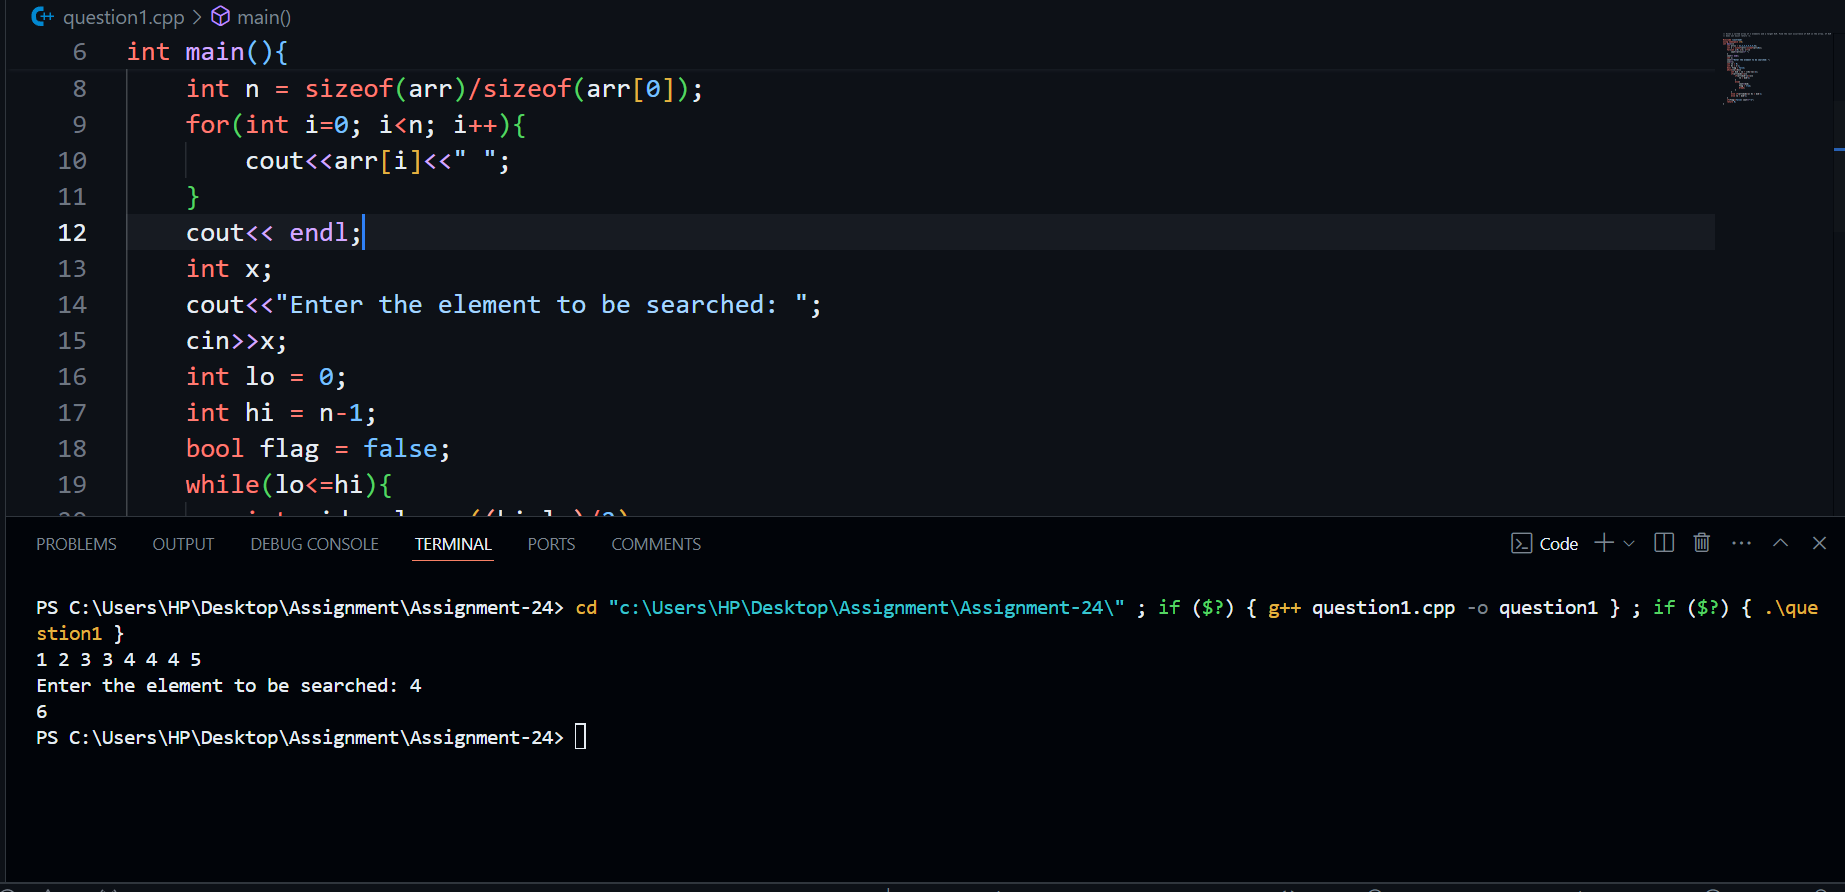 question1.cpp > main()
6 int main(){
8 int n = sizeof(arr)/sizeof(arr[0]);
9 for(int i=0; i<n; i++){
10 cout<<arr[i]<<" ";
11 }
12 cout<< endl;
13 int x;
14 cout<<"Enter the element to be searched: ";
15 cin>>x;
16 int lo = 0;
17 int hi = n-1;
18 bool flag = false;
19 while(lo<=hi){
PROBLEMS OUTPUT DEBUG CONSOLE TERMINAL PORTS COMMENTS Code
PS C:\Users\HP\Desktop\Assignment\Assignment-24> cd "c:\Users\HP\Desktop\Assignment\Assignment-24\" ; if ($?) { g++ question1.cpp -o question1 } ; if ($?) { .\que
stion1 }
1 2 3 3 4 4 4 5
Enter the element to be searched: 4
6
PS C:\Users\HP\Desktop\Assignment\Assignment-24>